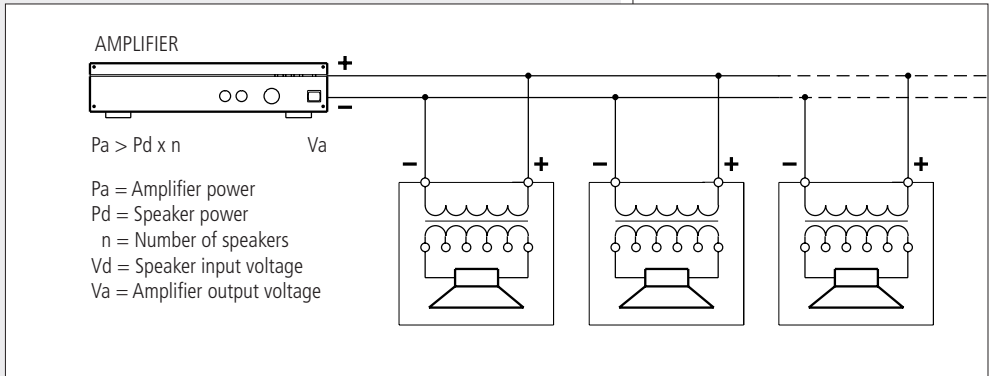 AMPLIFIER
+
−
Pa > Pd x n Va
− + − + − +
Pa = Amplifier power
Pd = Speaker power
n = Number of speakers
Vd = Speaker input voltage
Va = Amplifier output voltage